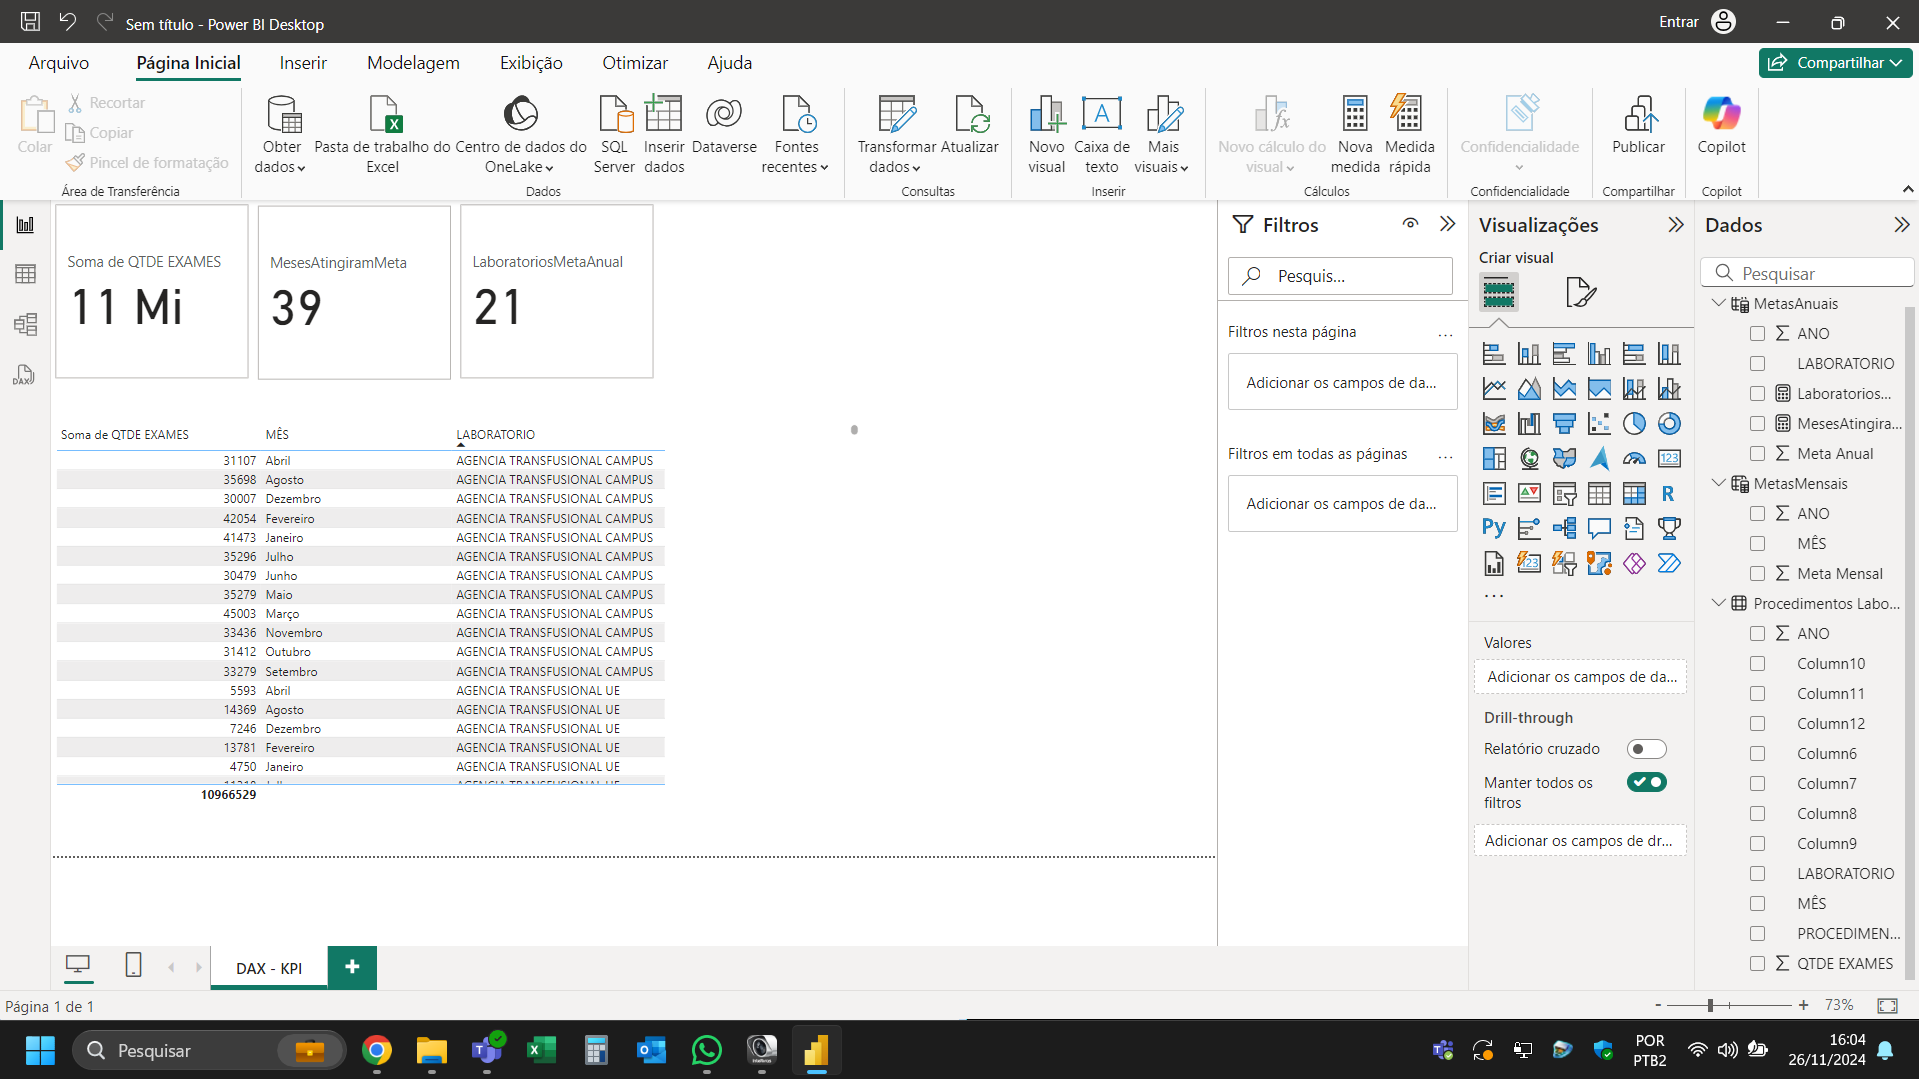 Sem título - Power BI Desktop
Entrar
Arquivo
Página Inicial
Inserir
Modelagem
Exibição
Otimizar
Ajuda
Compartilhar
Colar
Recortar
Copiar
Pincel de formatação
Área de Transferência
Obter dados
Pasta de trabalho do Excel
Centro de dados do OneLake
SQL Server
Inserir dados
Dataverse
Fontes recentes
Dados
Transformar dados
Atualizar
Consultas
Novo visual
Caixa de texto
Mais visuais
Inserir
Novo cálculo do visual
Nova medida
Medida rápida
Cálculos
Confidencialidade
Confidencialidade
Publicar
Compartilhar
Copilot
Copilot
Soma de QTDE EXAMES
11 Mi
MesesAtingiramMeta
39
LaboratoriosMetaAnual
21
Soma de QTDE EXAMES MÊS LABORATORIO
31107 Abril AGENCIA TRANSFUSIONAL CAMPUS
35698 Agosto AGENCIA TRANSFUSIONAL CAMPUS
30007 Dezembro AGENCIA TRANSFUSIONAL CAMPUS
42054 Fevereiro AGENCIA TRANSFUSIONAL CAMPUS
41473 Janeiro AGENCIA TRANSFUSIONAL CAMPUS
35296 Julho AGENCIA TRANSFUSIONAL CAMPUS
30479 Junho AGENCIA TRANSFUSIONAL CAMPUS
35279 Maio AGENCIA TRANSFUSIONAL CAMPUS
45003 Março AGENCIA TRANSFUSIONAL CAMPUS
33436 Novembro AGENCIA TRANSFUSIONAL CAMPUS
31412 Outubro AGENCIA TRANSFUSIONAL CAMPUS
33279 Setembro AGENCIA TRANSFUSIONAL CAMPUS
5593 Abril AGENCIA TRANSFUSIONAL UE
14369 Agosto AGENCIA TRANSFUSIONAL UE
7246 Dezembro AGENCIA TRANSFUSIONAL UE
13781 Fevereiro AGENCIA TRANSFUSIONAL UE
4750 Janeiro AGENCIA TRANSFUSIONAL UE
10966529
Filtros
Pesquis...
Filtros nesta página ...
Adicionar os campos de da...
Filtros em todas as páginas ...
Adicionar os campos de da...
Visualizações
Criar visual
...
Valores
Adicionar os campos de da...
Drill-through
Relatório cruzado
Manter todos os filtros
Adicionar os campos de dr...
Dados
Pesquisar
MetasAnuais
ANO
LABORATORIO
Laboratorios...
MesesAtingira...
Meta Anual
MetasMensais
ANO
MÊS
Meta Mensal
Procedimentos Labo...
ANO
Column10
Column11
Column12
Column6
Column7
Column8
Column9
LABORATORIO
MÊS
PROCEDIMEN...
QTDE EXAMES
DAX - KPI
+
Página 1 de 1
- + 73%
Pesquisar
POR
PTB2
16:04
26/11/2024